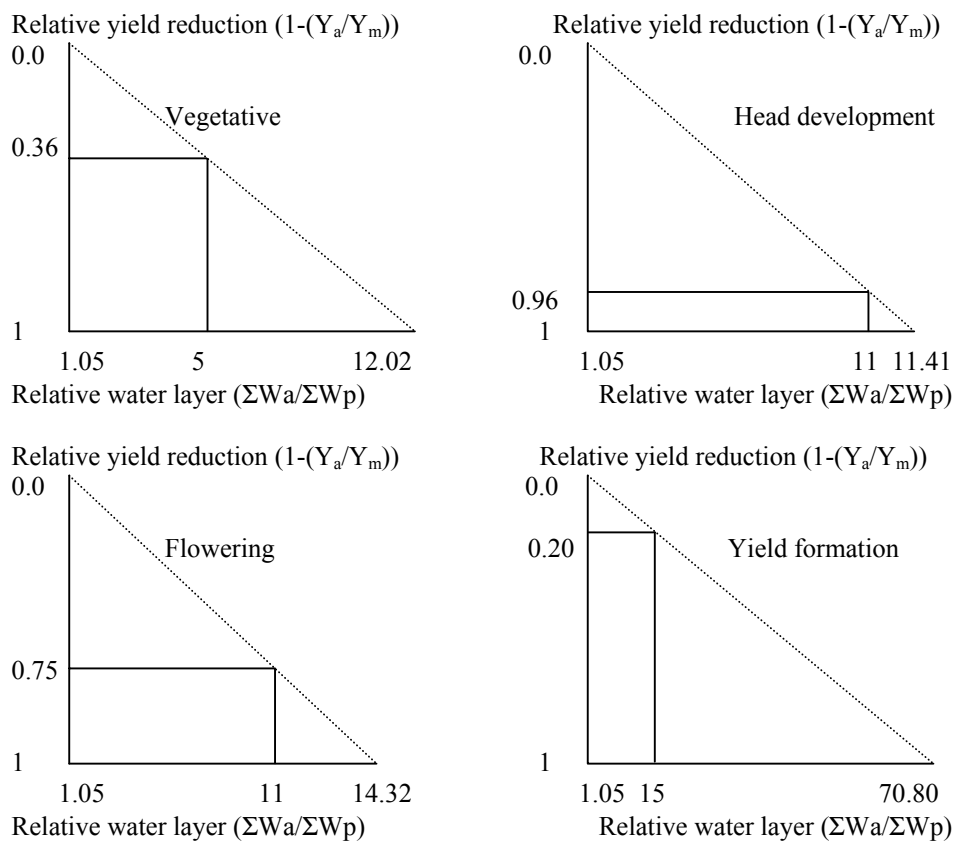 Relative yield reduction (1-(Yₐ/Yₘ))
0.0
Vegetative
0.36
1
1.05 5 12.02
Relative water layer (ΣWa/ΣWp)
Relative yield reduction (1-(Yₐ/Yₘ))
0.0
Head development
0.96
1
1.05 11 11.41
Relative water layer (ΣWa/ΣWp)
Relative yield reduction (1-(Yₐ/Yₘ))
0.0
Flowering
0.75
1
1.05 11 14.32
Relative water layer (ΣWa/ΣWp)
Relative yield reduction (1-(Yₐ/Yₘ))
0.0
0.20 Yield formation
1
1.05 15 70.80
Relative water layer (ΣWa/ΣWp)